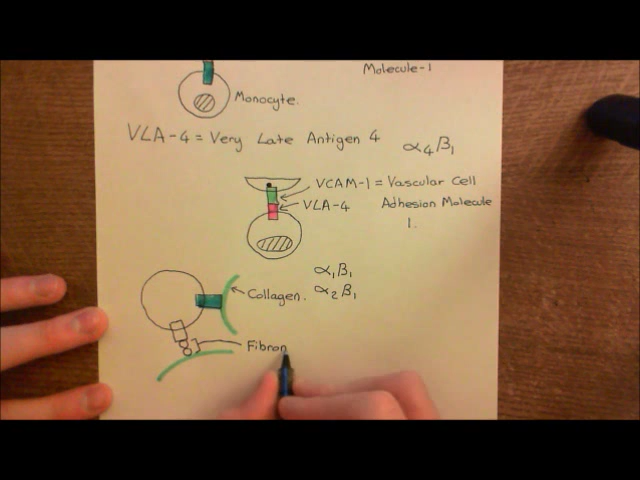 Molecule-1
Monocyte.
VLA-4 = Very Late Antigen 4 α4β1
VCAM-1 = Vascular Cell
VLA-4 Adhesion Molecule
1.
α1β1
Collagen. α2β1
Fibron